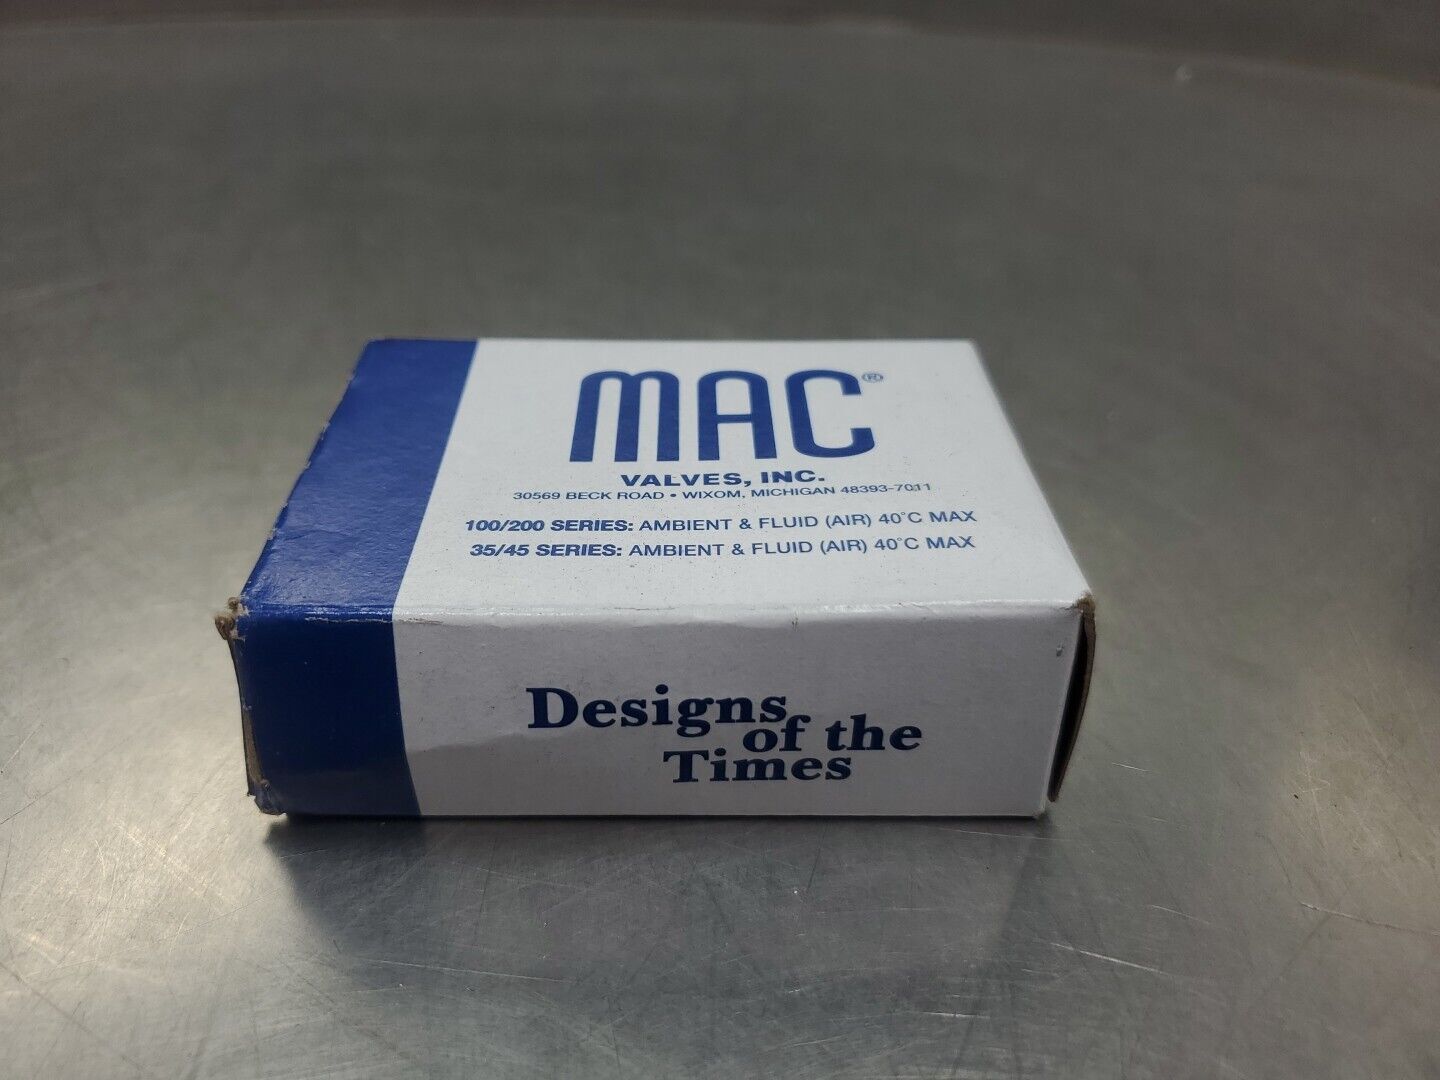 MAC®
VALVES, INC.
30569 BECK ROAD • WIXOM, MICHIGAN 48393-7011
100/200 SERIES: AMBIENT & FLUID (AIR) 40°C MAX
35/45 SERIES: AMBIENT & FLUID (AIR) 40°C MAX
Designs
of the
Times